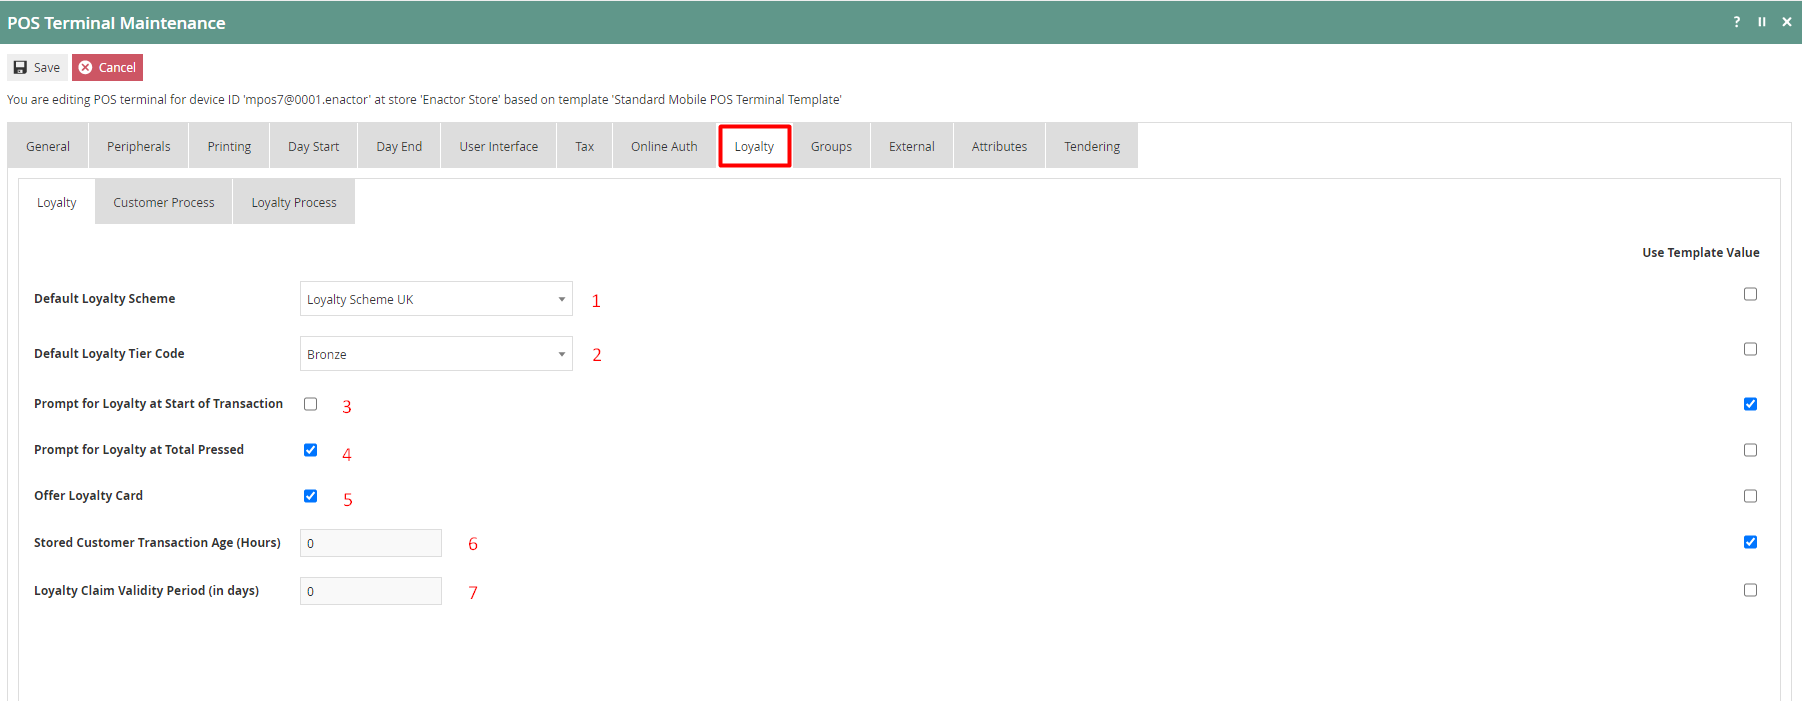 POS Terminal Maintenance ?
Save Cancel
You are editing POS terminal for device ID 'mpos7@0001.enactor' at store 'Enactor Store' based on template 'Standard Mobile POS Terminal Template'
General Peripherals Printing Day Start Day End User Interface Tax Online Auth Loyalty Groups External Attributes Tendering
Loyalty Customer Process Loyalty Process
Use Template Value
Default Loyalty Scheme Loyalty Scheme UK 1
Default Loyalty Tier Code Bronze 2
Prompt for Loyalty at Start of Transaction 3
Prompt for Loyalty at Total Pressed 4
Offer Loyalty Card 5
Stored Customer Transaction Age (Hours) 0 6
Loyalty Claim Validity Period (in days) 0 7